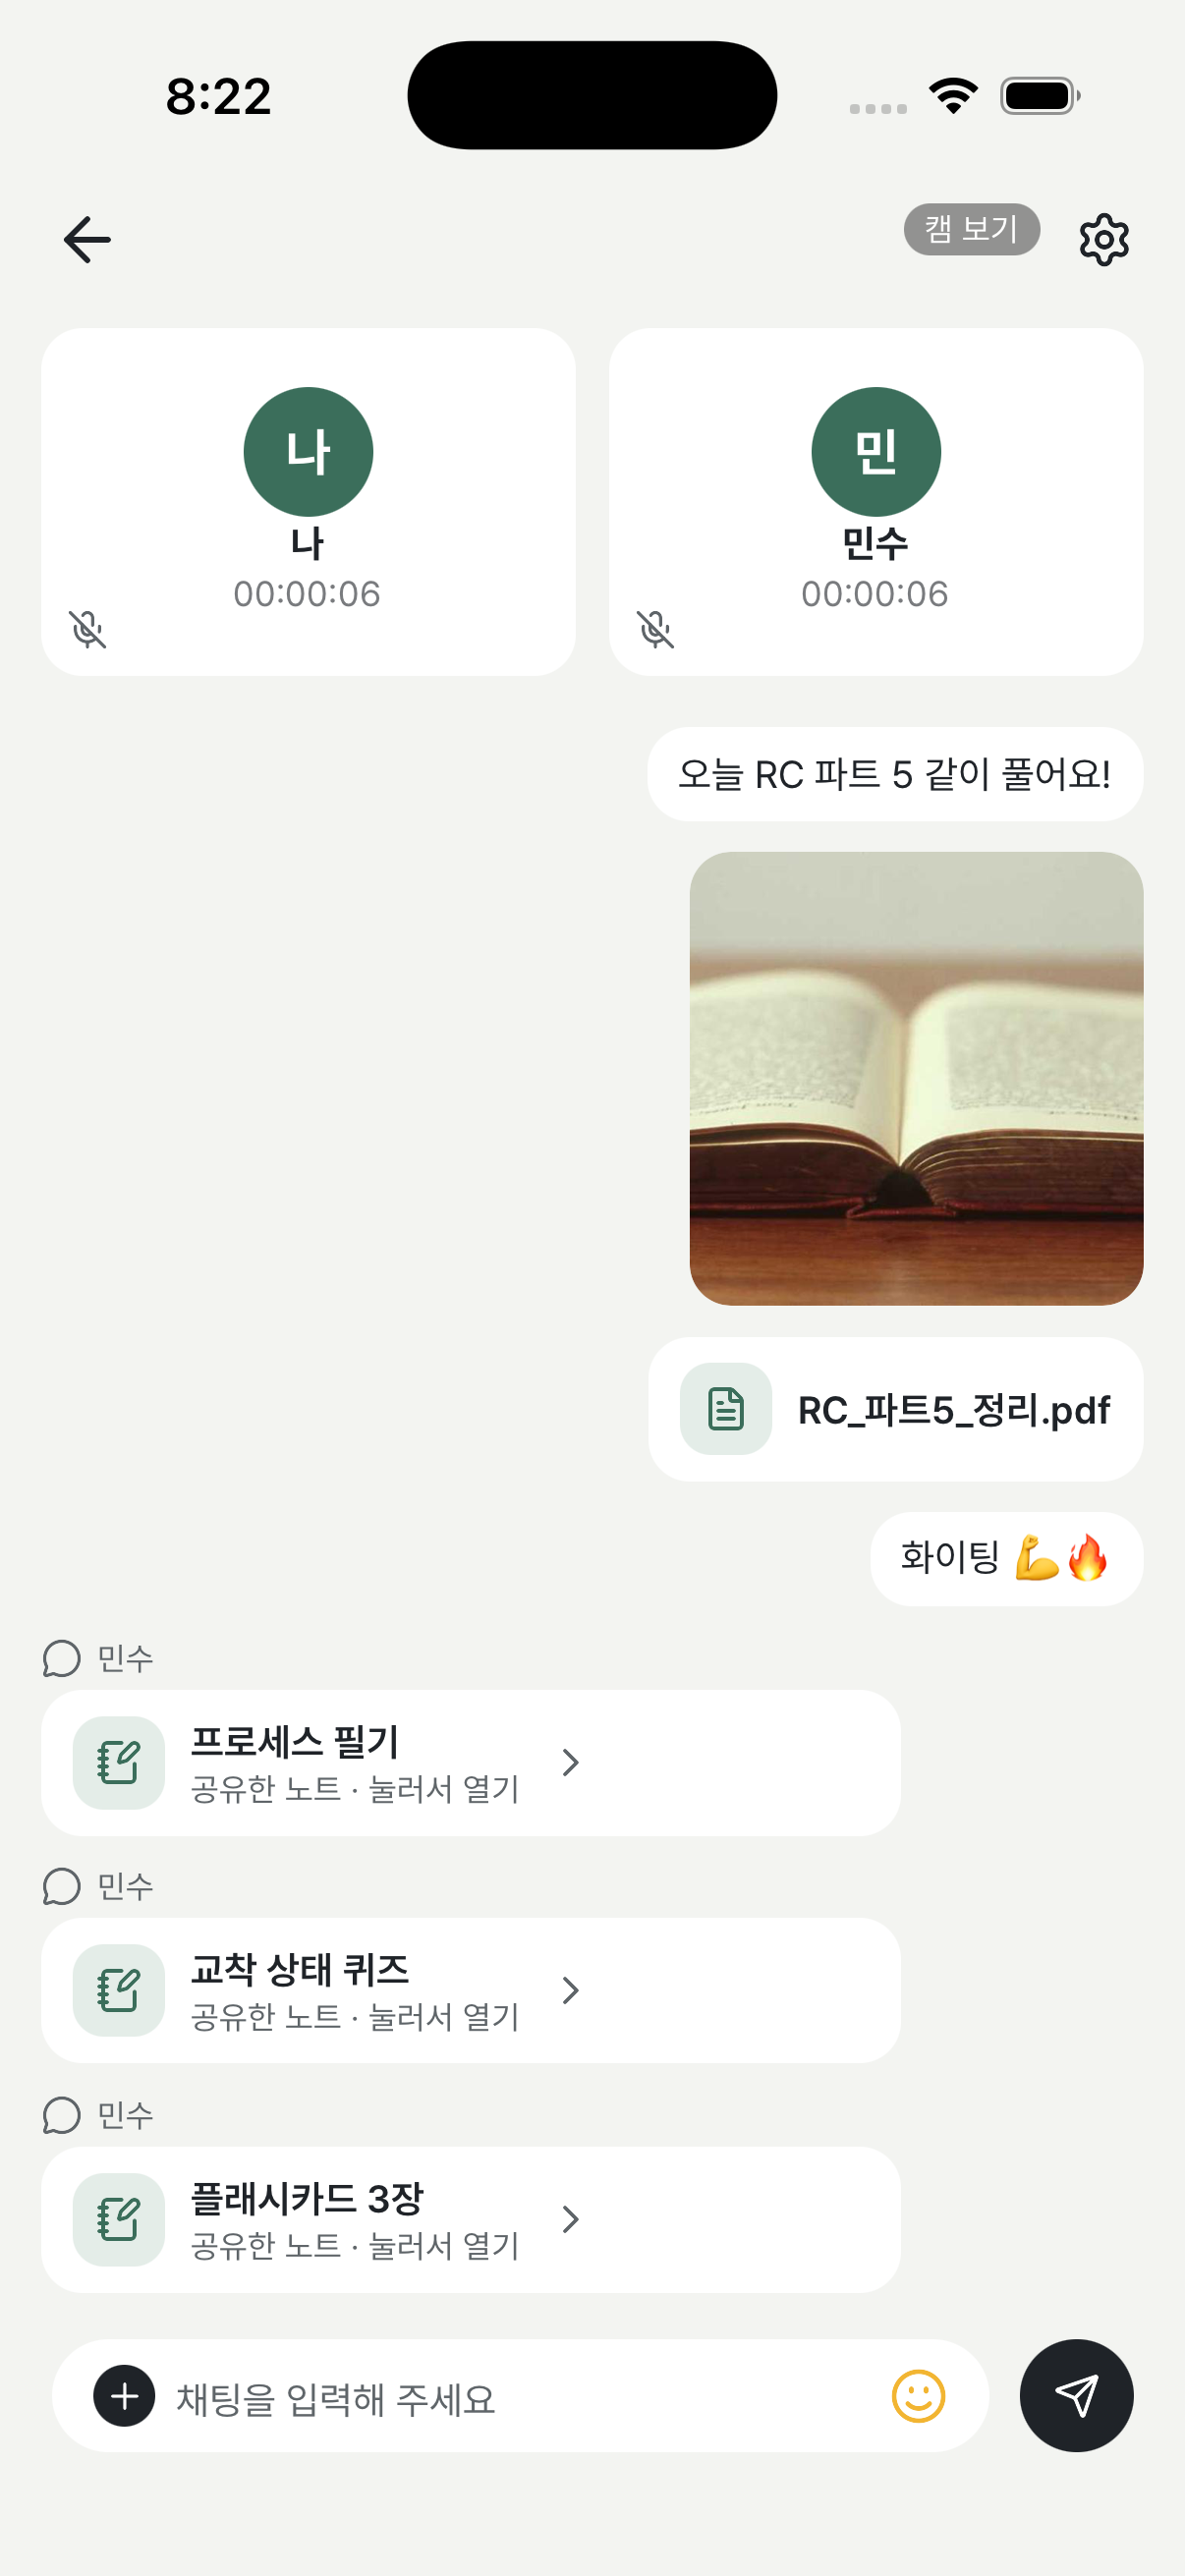 8:22
캠 보기
나
민
나
민수
00:00:06
00:00:06
오늘 RC 파트 5 같이 풀어요!
RC_파트5_정리.pdf
화이팅 💪🔥
민수
프로세스 필기
공유한 노트 · 눌러서 열기
민수
교착 상태 퀴즈
공유한 노트 · 눌러서 열기
민수
플래시카드 3장
공유한 노트 · 눌러서 열기
채팅을 입력해 주세요